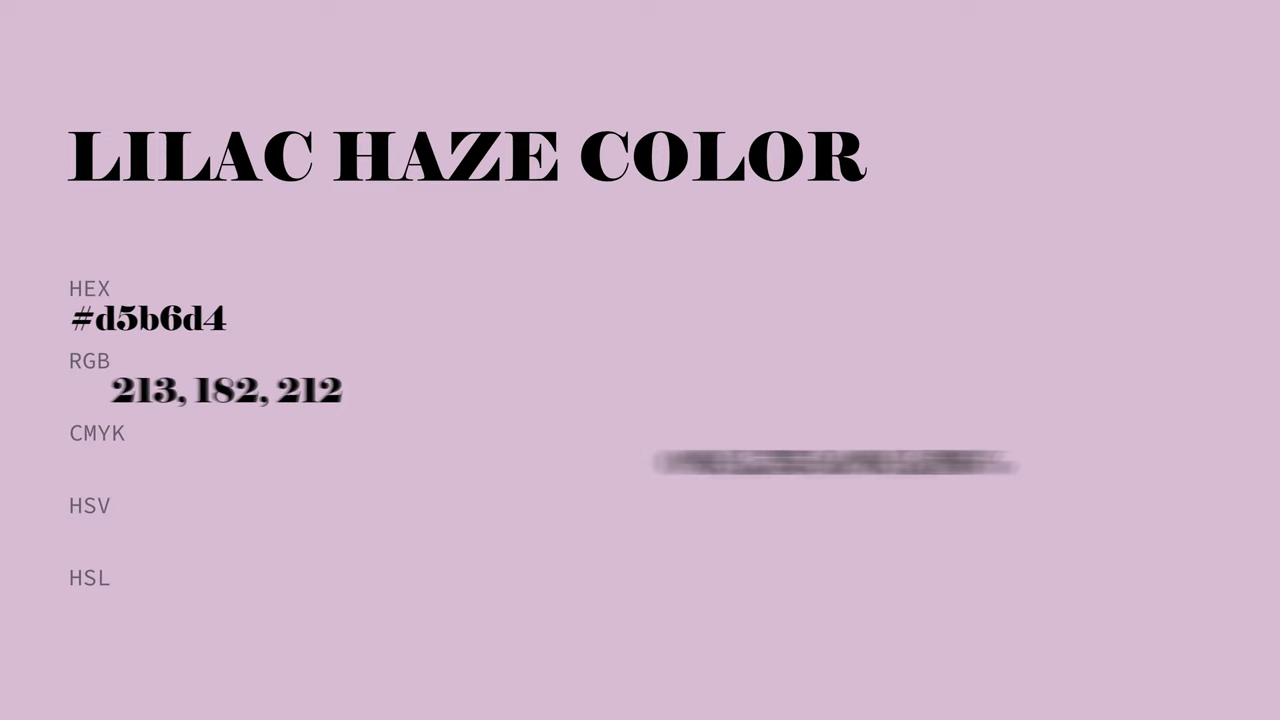 LILAC HAZE COLOR
HEX
#d5b6d4
RGB
213, 182, 212
CMYK
HSV
HSL